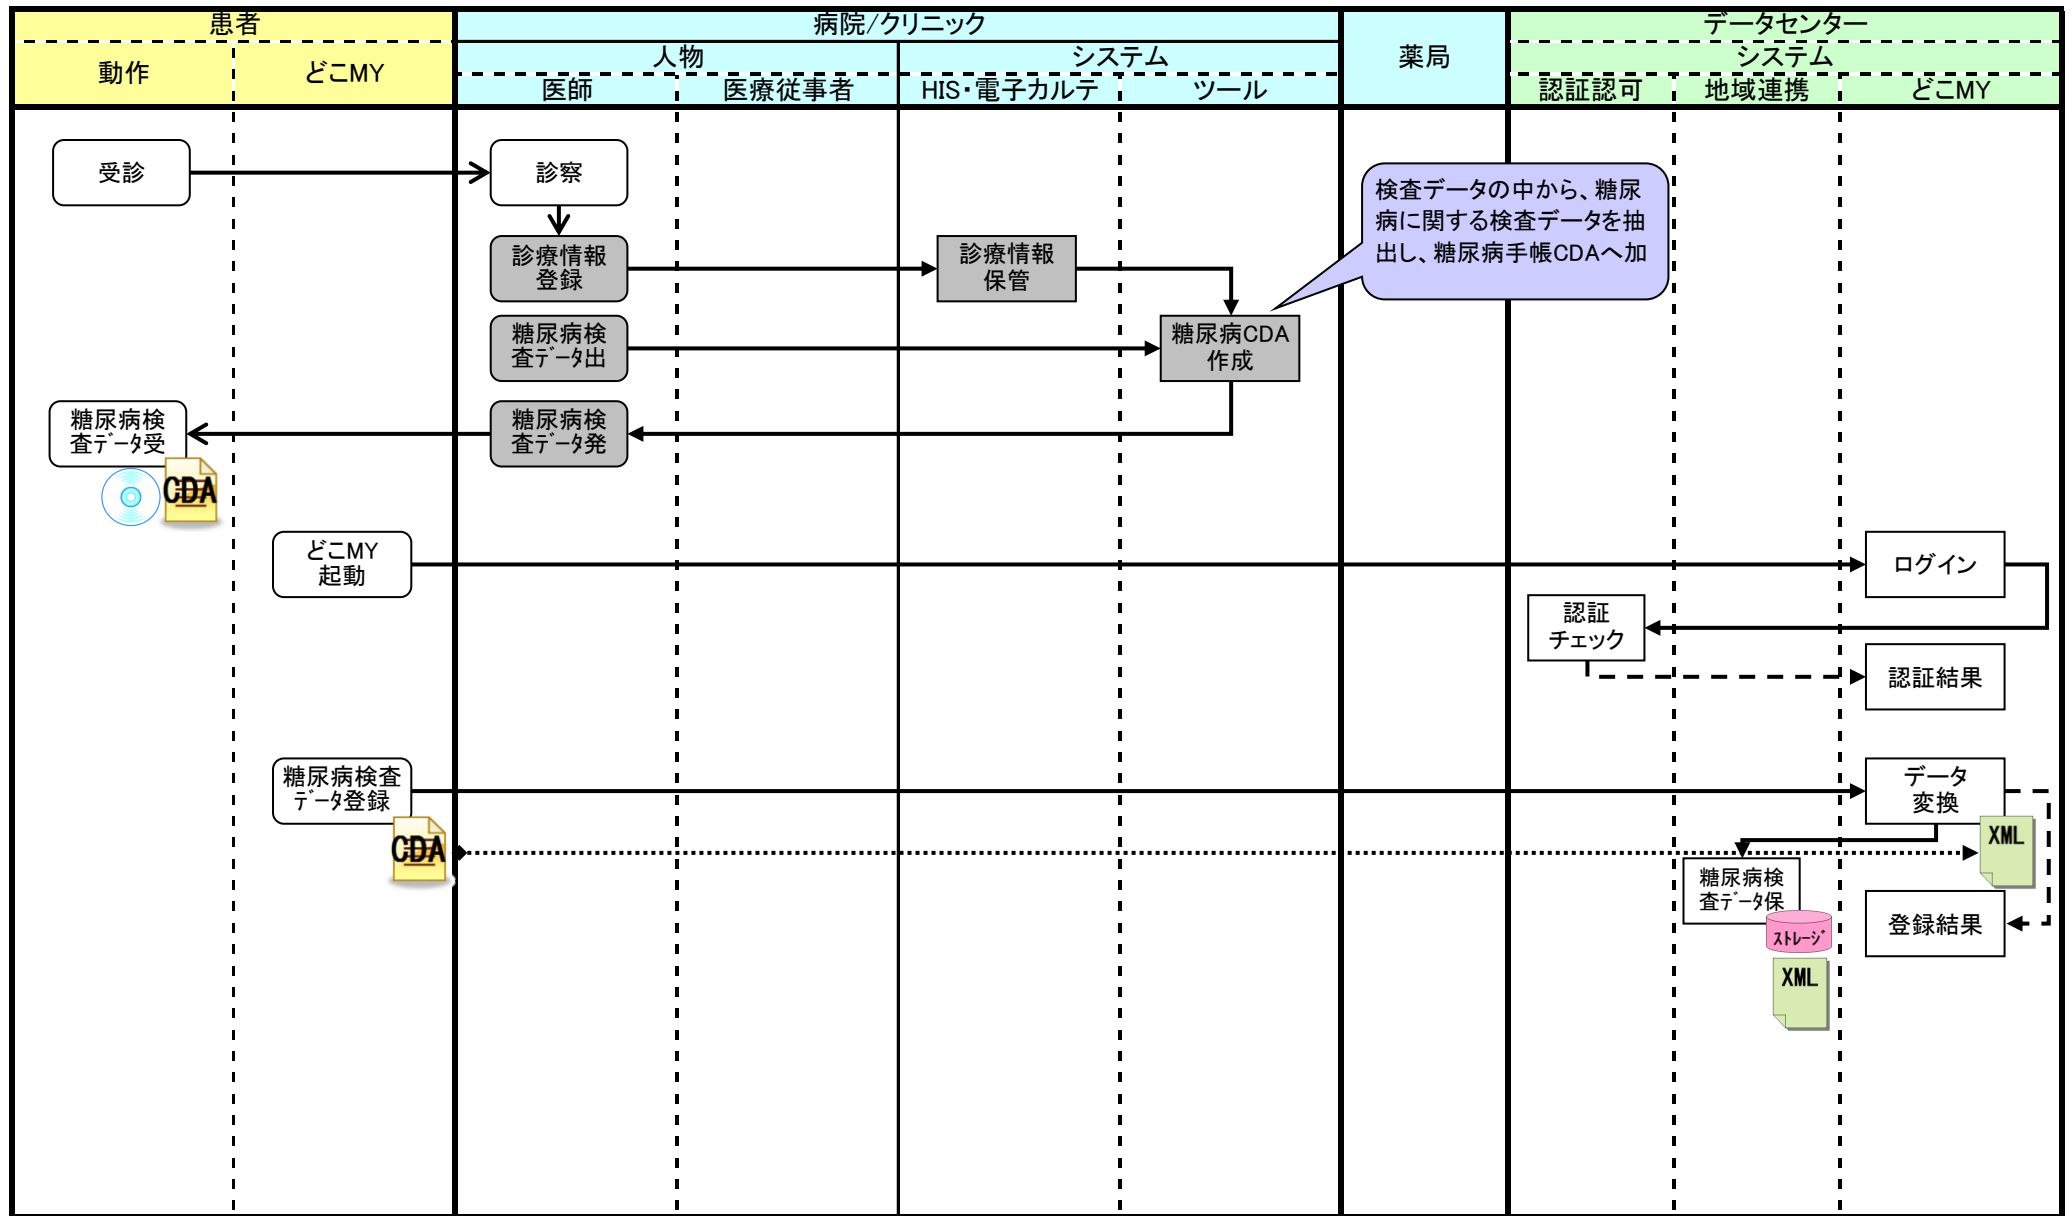 患者
病院/クリニック
薬局
データセンター
動作
どこMY
人物
システム
システム
医師
医療従事者
HIS・電子カルテ
ツール
認証認可
地域連携
どこMY
受診
診察
検査データの中から、糖尿
病に関する検査データを抽
出し、糖尿病手帳CDAへ加
診療情報
登録
診療情報
保管
糖尿病検
査ﾃﾞｰﾀ出
糖尿病CDA
作成
糖尿病検
査ﾃﾞｰﾀ受
糖尿病検
査ﾃﾞｰﾀ発
CDA
どこMY
起動
ログイン
認証
チェック
認証結果
糖尿病検査
ﾃﾞｰﾀ登録
データ
変換
CDA
XML
糖尿病検
査ﾃﾞｰﾀ保
ｽﾄﾚｰｼﾞ
登録結果
XML